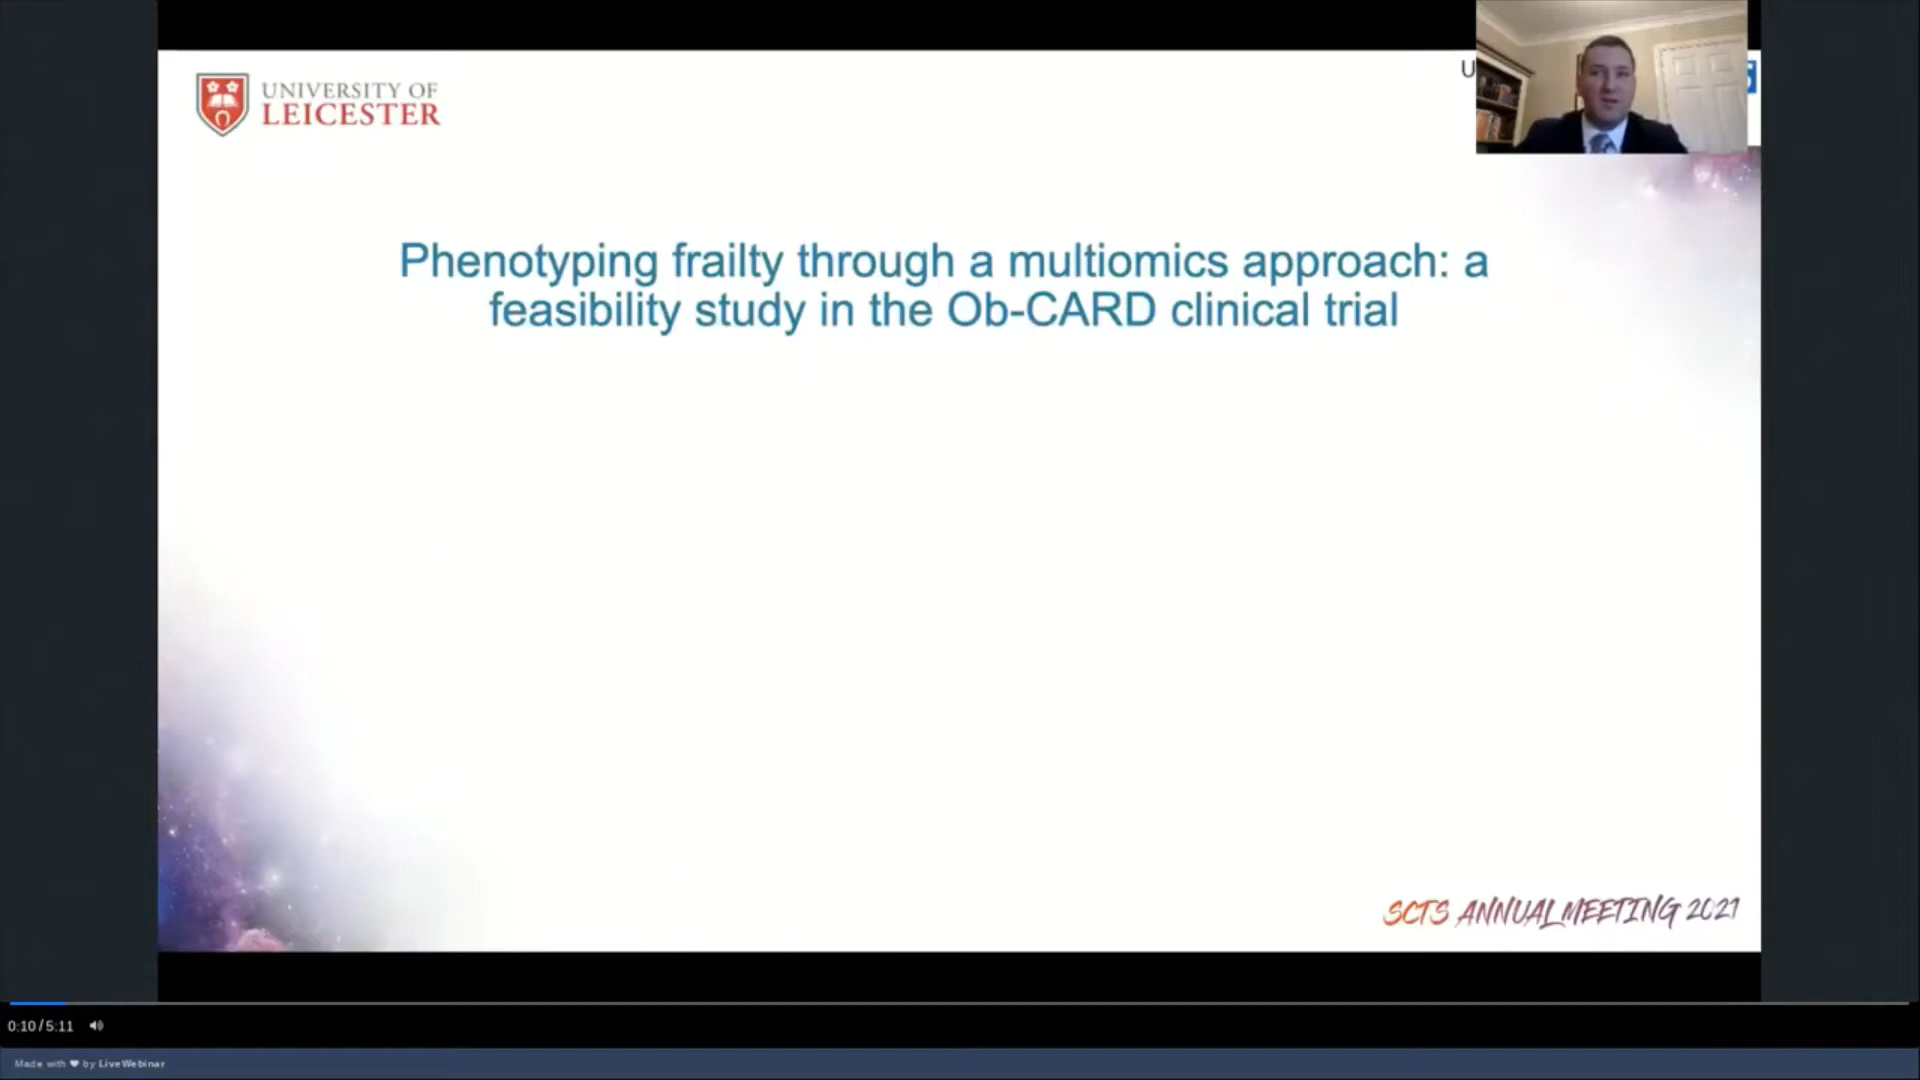 UNIVERSITY OF
LEICESTER
U
Phenotyping frailty through a multiomics approach: a
feasibility study in the Ob-CARD clinical trial
SCTS ANNUAL MEETING 2021
0:10/5:11
Made with ❤ by LiveWebinar